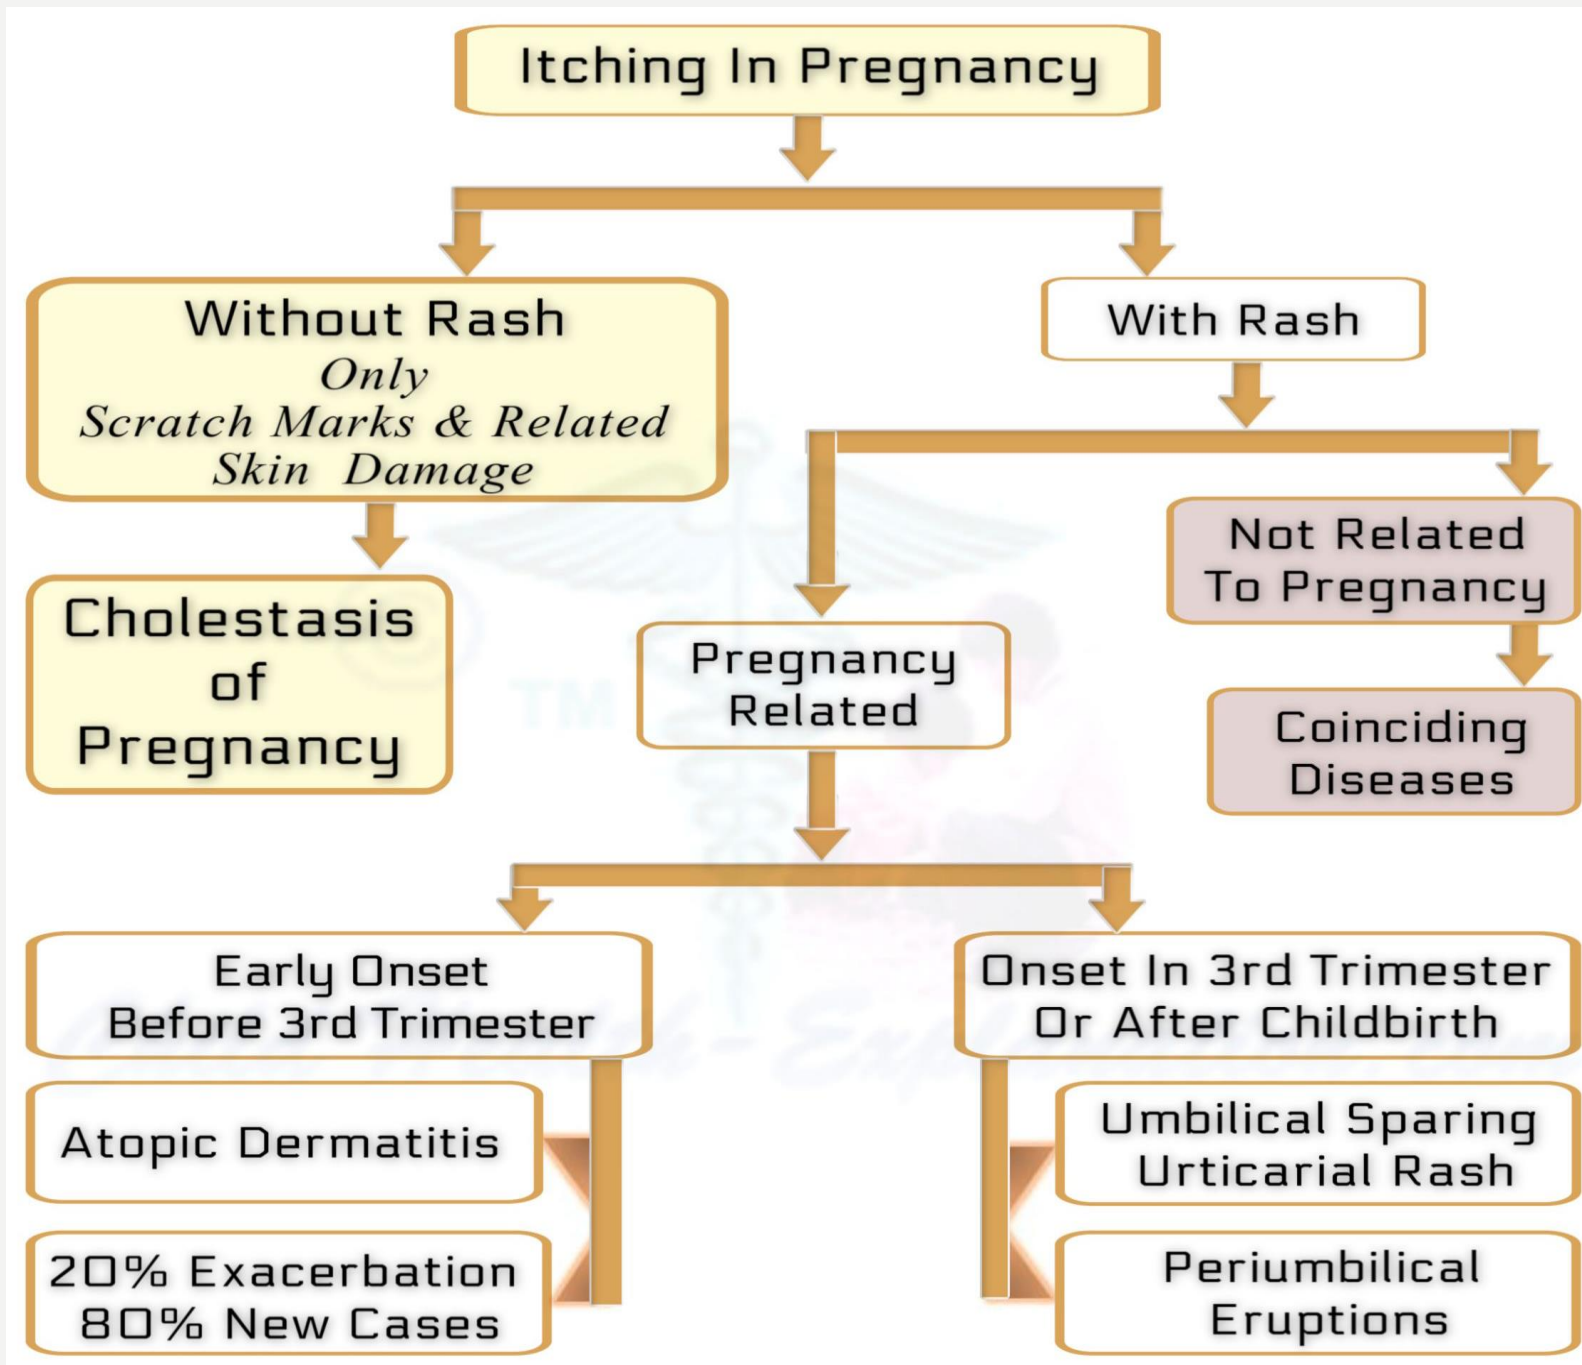 Itching In Pregnancy
Without Rash
Only
Scratch Marks & Related
Skin Damage
With Rash
Cholestasis
of
Pregnancy
Pregnancy
Related
Not Related
To Pregnancy
Coinciding
Diseases
Early Onset
Before 3rd Trimester
Onset In 3rd Trimester
Or After Childbirth
Atopic Dermatitis
20% Exacerbation
80% New Cases
Umbilical Sparing
Urticarial Rash
Periumbilical
Eruptions
TM